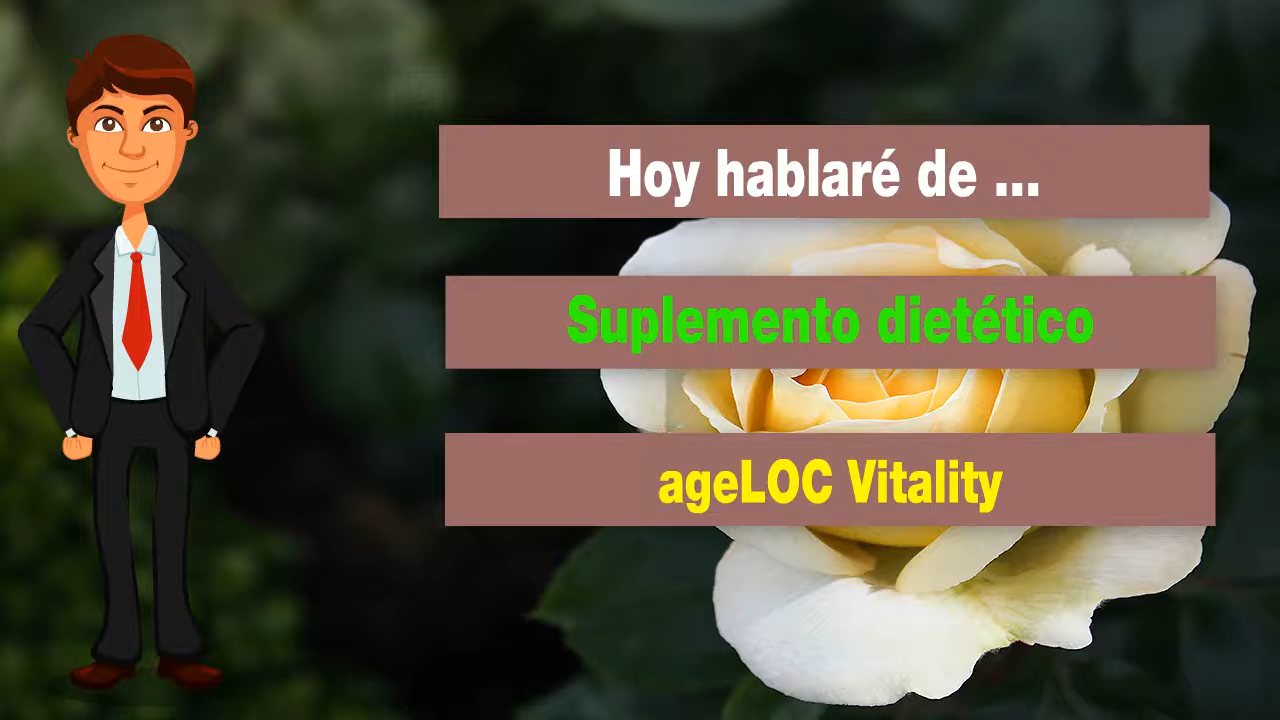 Hoy hablaré de ...
Suplemento dietético
ageLOC Vitality